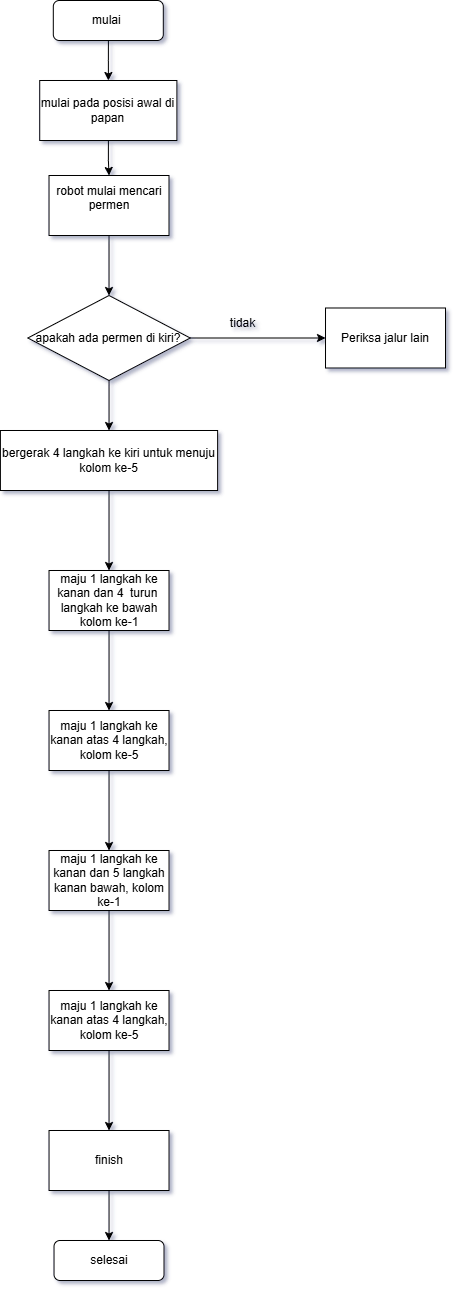 mulai
mulai pada posisi awal di
papan
robot mulai mencari
permen
apakah ada permen di kiri?
tidak
Periksa jalur lain
bergerak 4 langkah ke kiri untuk menuju
kolom ke-5
maju 1 langkah ke
kanan dan 4 turun
langkah ke bawah
kolom ke-1
maju 1 langkah ke
kanan atas 4 langkah,
kolom ke-5
maju 1 langkah ke
kanan dan 5 langkah
kanan bawah, kolom
ke-1
maju 1 langkah ke
kanan atas 4 langkah,
kolom ke-5
finish
selesai